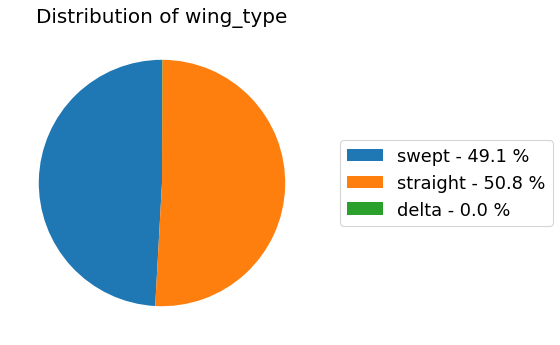 Distribution of wing_type
swept - 49.1 %
straight - 50.8 %
delta - 0.0 %